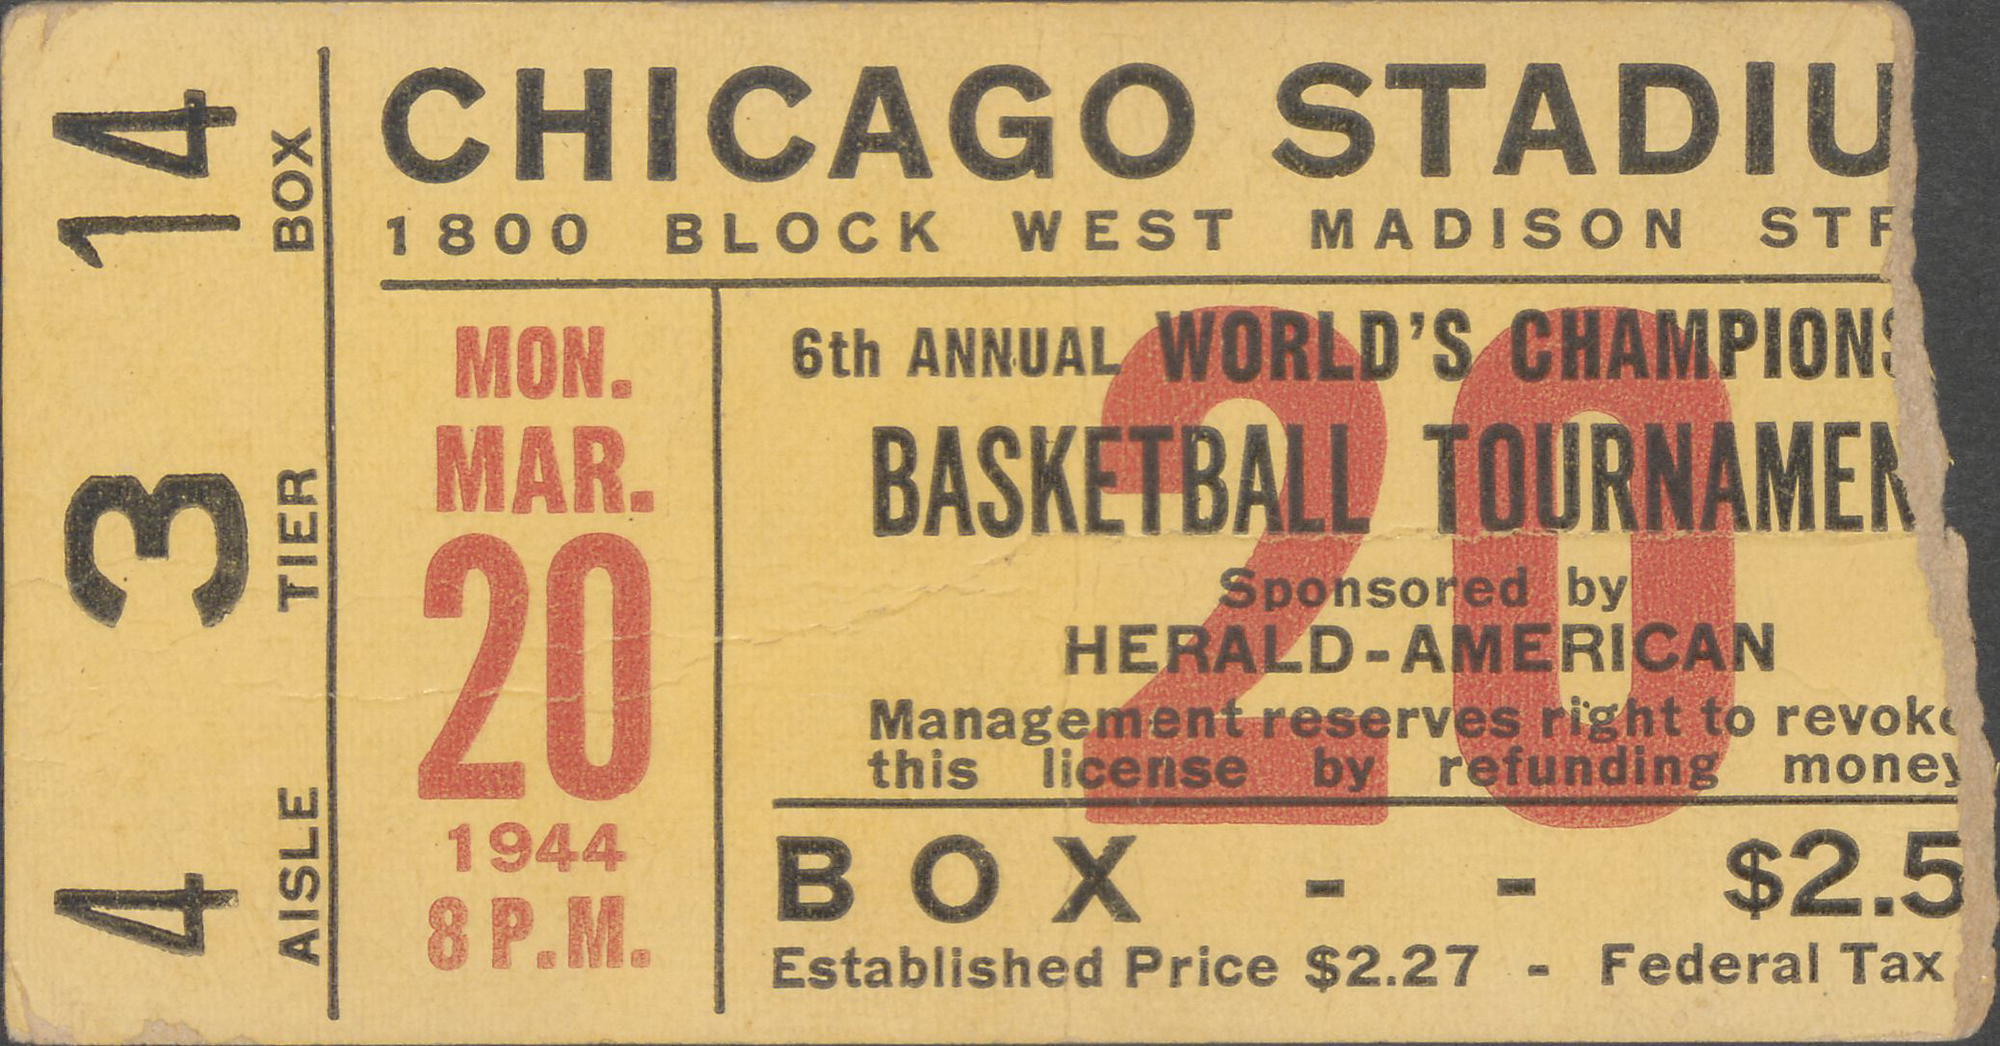 14 BOX
3 TIER
4 AISLE
CHICAGO STADIU
1800 BLOCK WEST MADISON ST
MON.
MAR.
20
1944
8 P.M.
20
6th ANNUAL WORLD'S CHAMPIONS
BASKETBALL TOURNAMEN
Sponsored by
HERALD-AMERICAN
Management reserves right to revoke
this license by refunding money
BOX - - $2.5
Established Price $2.27 - Federal Tax